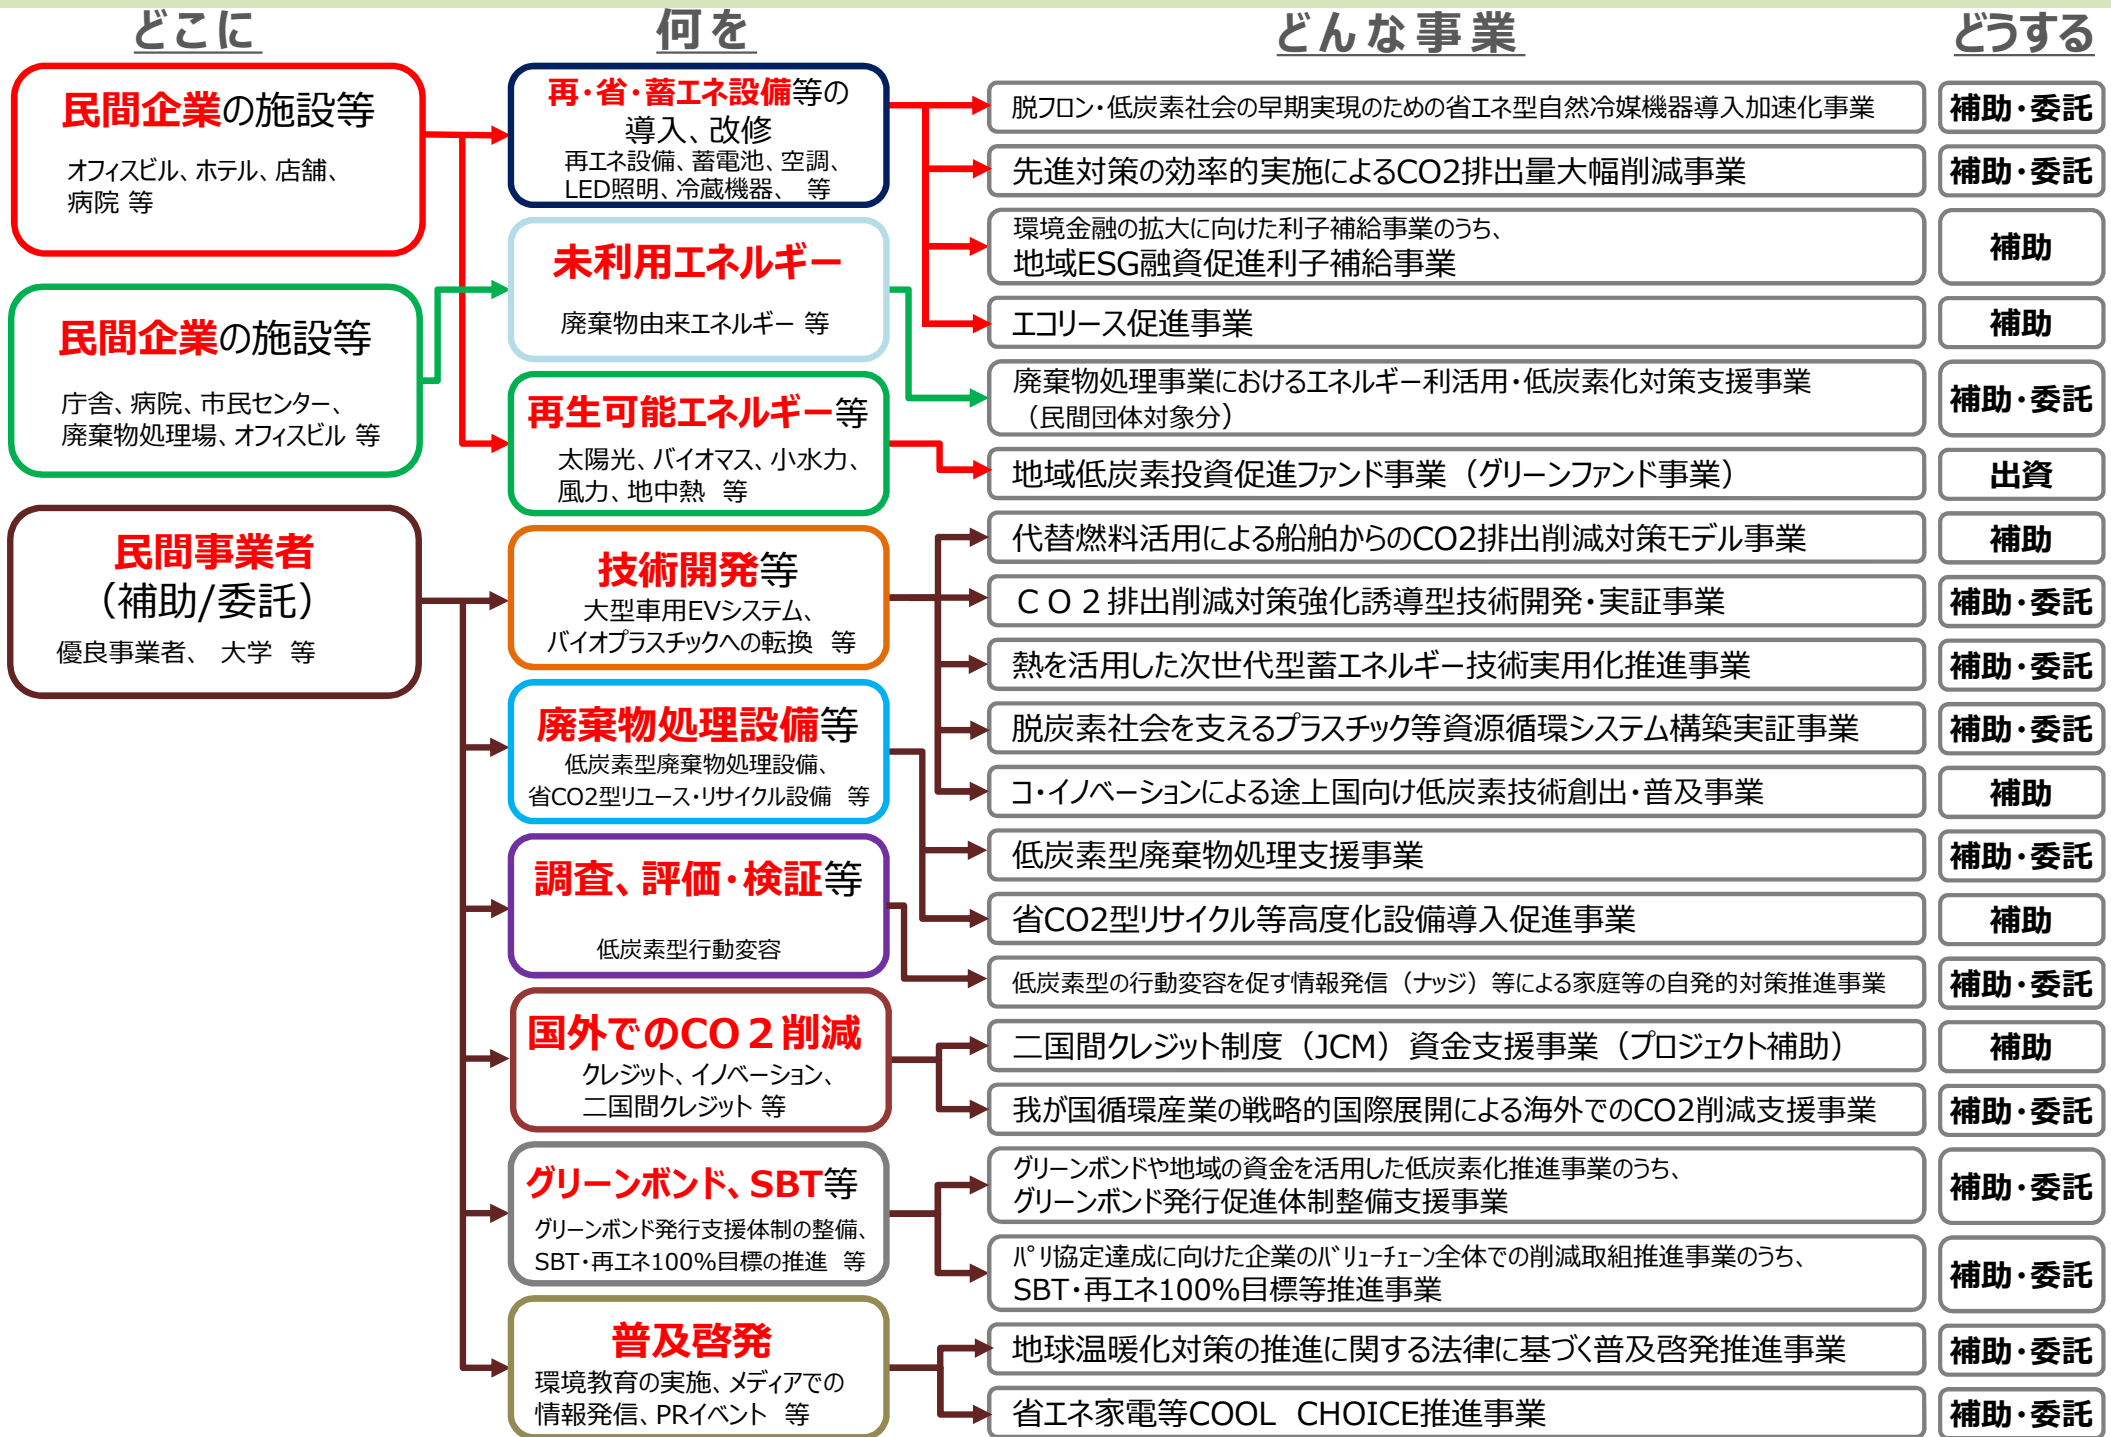 どこに
何を
どんな事業
どうする
民間企業の施設等
オフィスビル、ホテル、店舗、
病院 等
民間企業の施設等
庁舎、病院、市民センター、
廃棄物処理場、オフィスビル 等
民間事業者
（補助/委託）
優良事業者、 大学 等
再・省・蓄エネ設備等の
導入、改修
再エネ設備、蓄電池、空調、
LED照明、冷蔵機器、 等
未利用エネルギー
廃棄物由来エネルギー 等
再生可能エネルギー等
太陽光、バイオマス、小水力、
風力、地中熱 等
技術開発等
大型車用EVシステム、
バイオプラスチックへの転換 等
廃棄物処理設備等
低炭素型廃棄物処理設備、
省CO2型リユース・リサイクル設備 等
調査、評価・検証等
低炭素型行動変容
国外でのCO２削減
クレジット、イノベーション、
二国間クレジット 等
グリーンボンド、SBT等
グリーンボンド発行支援体制の整備、
SBT・再エネ100%目標の推進 等
普及啓発
環境教育の実施、メディアでの
情報発信、PRイベント 等
脱フロン・低炭素社会の早期実現のための省エネ型自然冷媒機器導入加速化事業
補助・委託
先進対策の効率的実施によるCO2排出量大幅削減事業
補助・委託
環境金融の拡大に向けた利子補給事業のうち、
地域ESG融資促進利子補給事業
補助
エコリース促進事業
補助
廃棄物処理事業におけるエネルギー利活用・低炭素化対策支援事業
（民間団体対象分）
補助・委託
地域低炭素投資促進ファンド事業（グリーンファンド事業）
出資
代替燃料活用による船舶からのCO2排出削減対策モデル事業
補助
ＣＯ２排出削減対策強化誘導型技術開発・実証事業
補助・委託
熱を活用した次世代型蓄エネルギー技術実用化推進事業
補助・委託
脱炭素社会を支えるプラスチック等資源循環システム構築実証事業
補助・委託
コ・イノベーションによる途上国向け低炭素技術創出・普及事業
補助
低炭素型廃棄物処理支援事業
補助・委託
省CO2型リサイクル等高度化設備導入促進事業
補助
低炭素型の行動変容を促す情報発信（ナッジ）等による家庭等の自発的対策推進事業
補助・委託
二国間クレジット制度（JCM）資金支援事業（プロジェクト補助）
補助
我が国循環産業の戦略的国際展開による海外でのCO2削減支援事業
補助・委託
グリーンボンドや地域の資金を活用した低炭素化推進事業のうち、
グリーンボンド発行促進体制整備支援事業
補助・委託
ﾊﾟﾘ協定達成に向けた企業のﾊﾞﾘｭｰﾁｪｰﾝ全体での削減取組推進事業のうち、
SBT・再エネ100%目標等推進事業
補助・委託
地球温暖化対策の推進に関する法律に基づく普及啓発推進事業
補助・委託
省エネ家電等COOL CHOICE推進事業
補助・委託